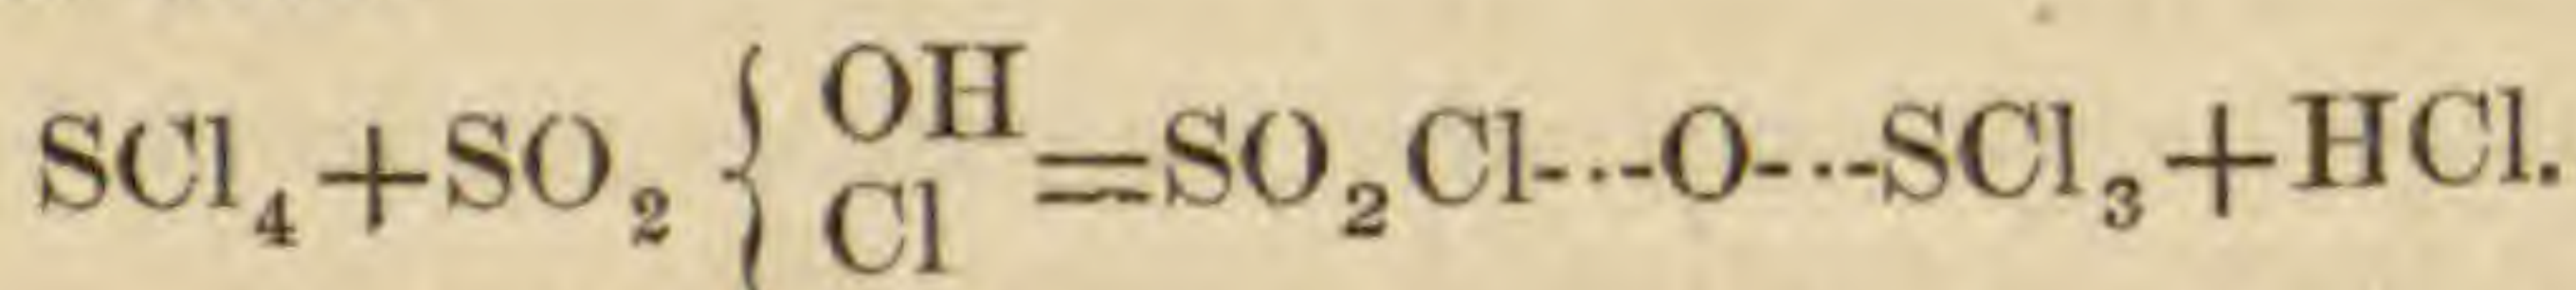 SCl₄+SO₂ { OH Cl =SO₂Cl-··-O-··-SCl₃+HCl.